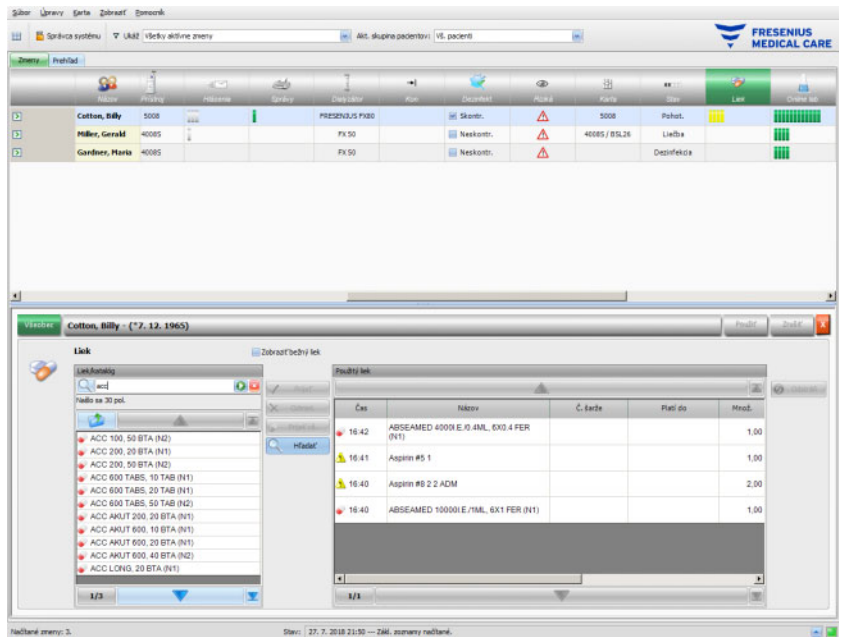 Súbor Úpravy Karta Zobraziť Pomocník
Správca systému Ukáž Všetky aktívne zmeny Akt. skupina pacientov: Vš. pacienti
FRESENIUS
MEDICAL CARE
Zmeny Prehľad
Názov Prístroj Hlásenie Správy Dialyzátor Kon Dezinfekt Riziká Karta Stav Liek Online lab
Cotton, Billy 5008 FRESENIUS FX80 Skontr. 5008 Pohot.
Miller, Gerald 4008S FX 50 Neskontr. 4008S / BSL26 Liečba
Gardner, Maria 4008S FX 50 Neskontr. Dezinfekcia
Všeobec Cotton, Billy - (*7. 12. 1965) Použiť Zrušiť X
Liek Zobraziť bežný liek
Liek/katalóg Použitý liek
acc
Našlo sa 30 pol.
Hľadať
Čas Názov Č. šarže Platí do Množ.
ACC 100, 50 BTA (N2)
ACC 200, 20 BTA (N1)
ACC 200, 50 BTA (N2)
ACC 600 TABS, 10 TAB (N1)
ACC 600 TABS, 20 TAB (N1)
ACC 600 TABS, 50 TAB (N2)
ACC AKUT 200, 20 BTA (N1)
ACC AKUT 600, 10 BTA (N1)
ACC AKUT 600, 20 BTA (N1)
ACC AKUT 600, 40 BTA (N2)
ACC LONG, 20 BTA (N1)
16:42 ABSEAMED 4000I.E./0.4ML, 6X0.4 FER (N1) 1,00
16:41 Aspirin #5 1 1,00
16:40 Aspirin #8 2 2 ADM 2,00
16:40 ABSEAMED 10000I.E./1ML, 6X1 FER (N1) 1,00
1/3 1/1
Načítané zmeny: 3. Stav: 27. 7. 2018 21:50 — Zákl. zoznamy načítané.